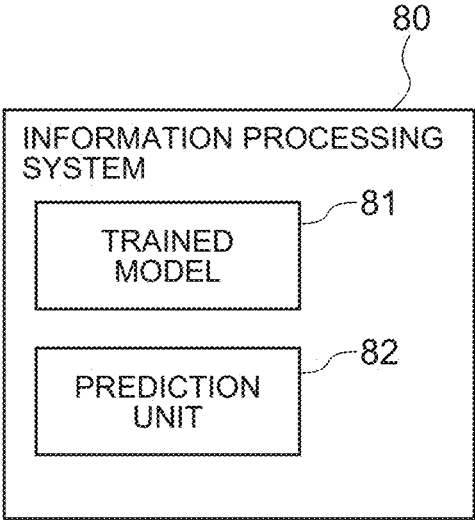 80
INFORMATION PROCESSING
SYSTEM
81
TRAINED
MODEL
82
PREDICTION
UNIT